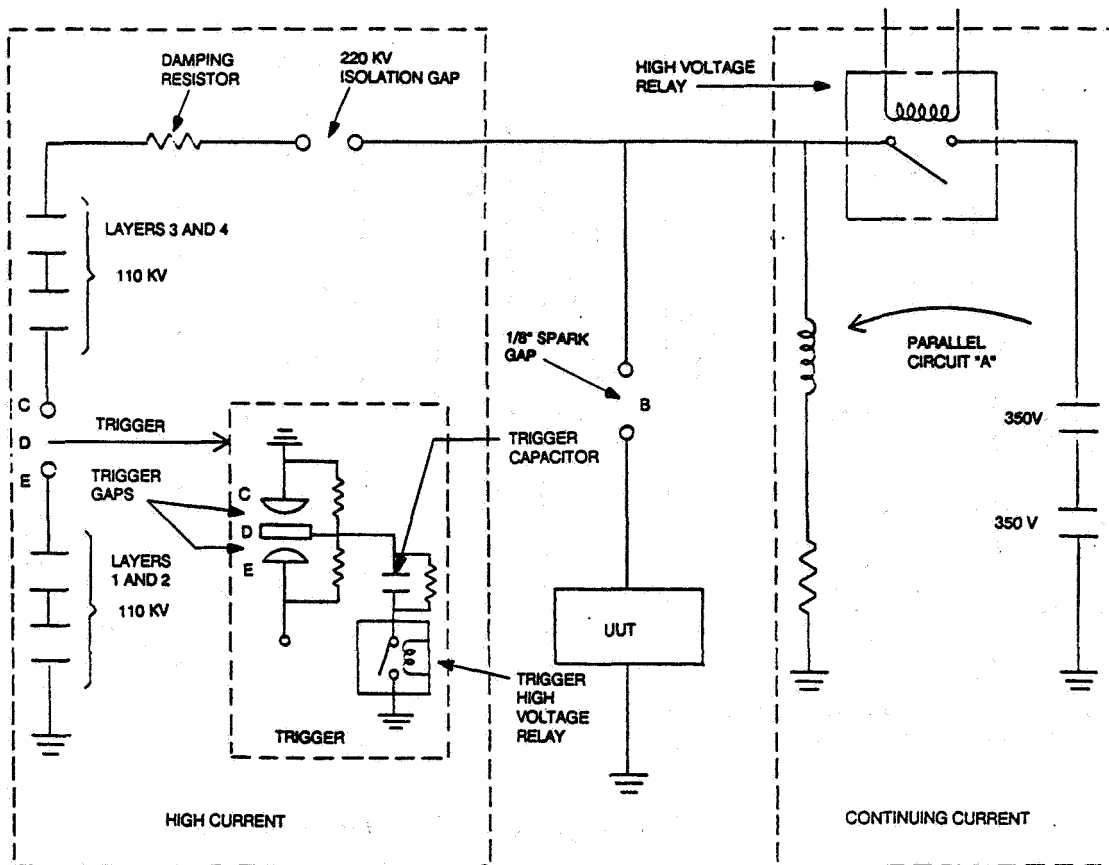 DAMPING
RESISTOR
220 KV
ISOLATION GAP
HIGH VOLTAGE
RELAY
LAYERS 3 AND 4
110 KV
1/8" SPARK
GAP
PARALLEL
CIRCUIT "A"
B
C
D
E
TRIGGER
TRIGGER
GAPS
C
D
E
TRIGGER
CAPACITOR
350V
350 V
LAYERS
1 AND 2
110 KV
UUT
TRIGGER
HIGH
VOLTAGE
RELAY
TRIGGER
HIGH CURRENT
CONTINUING CURRENT